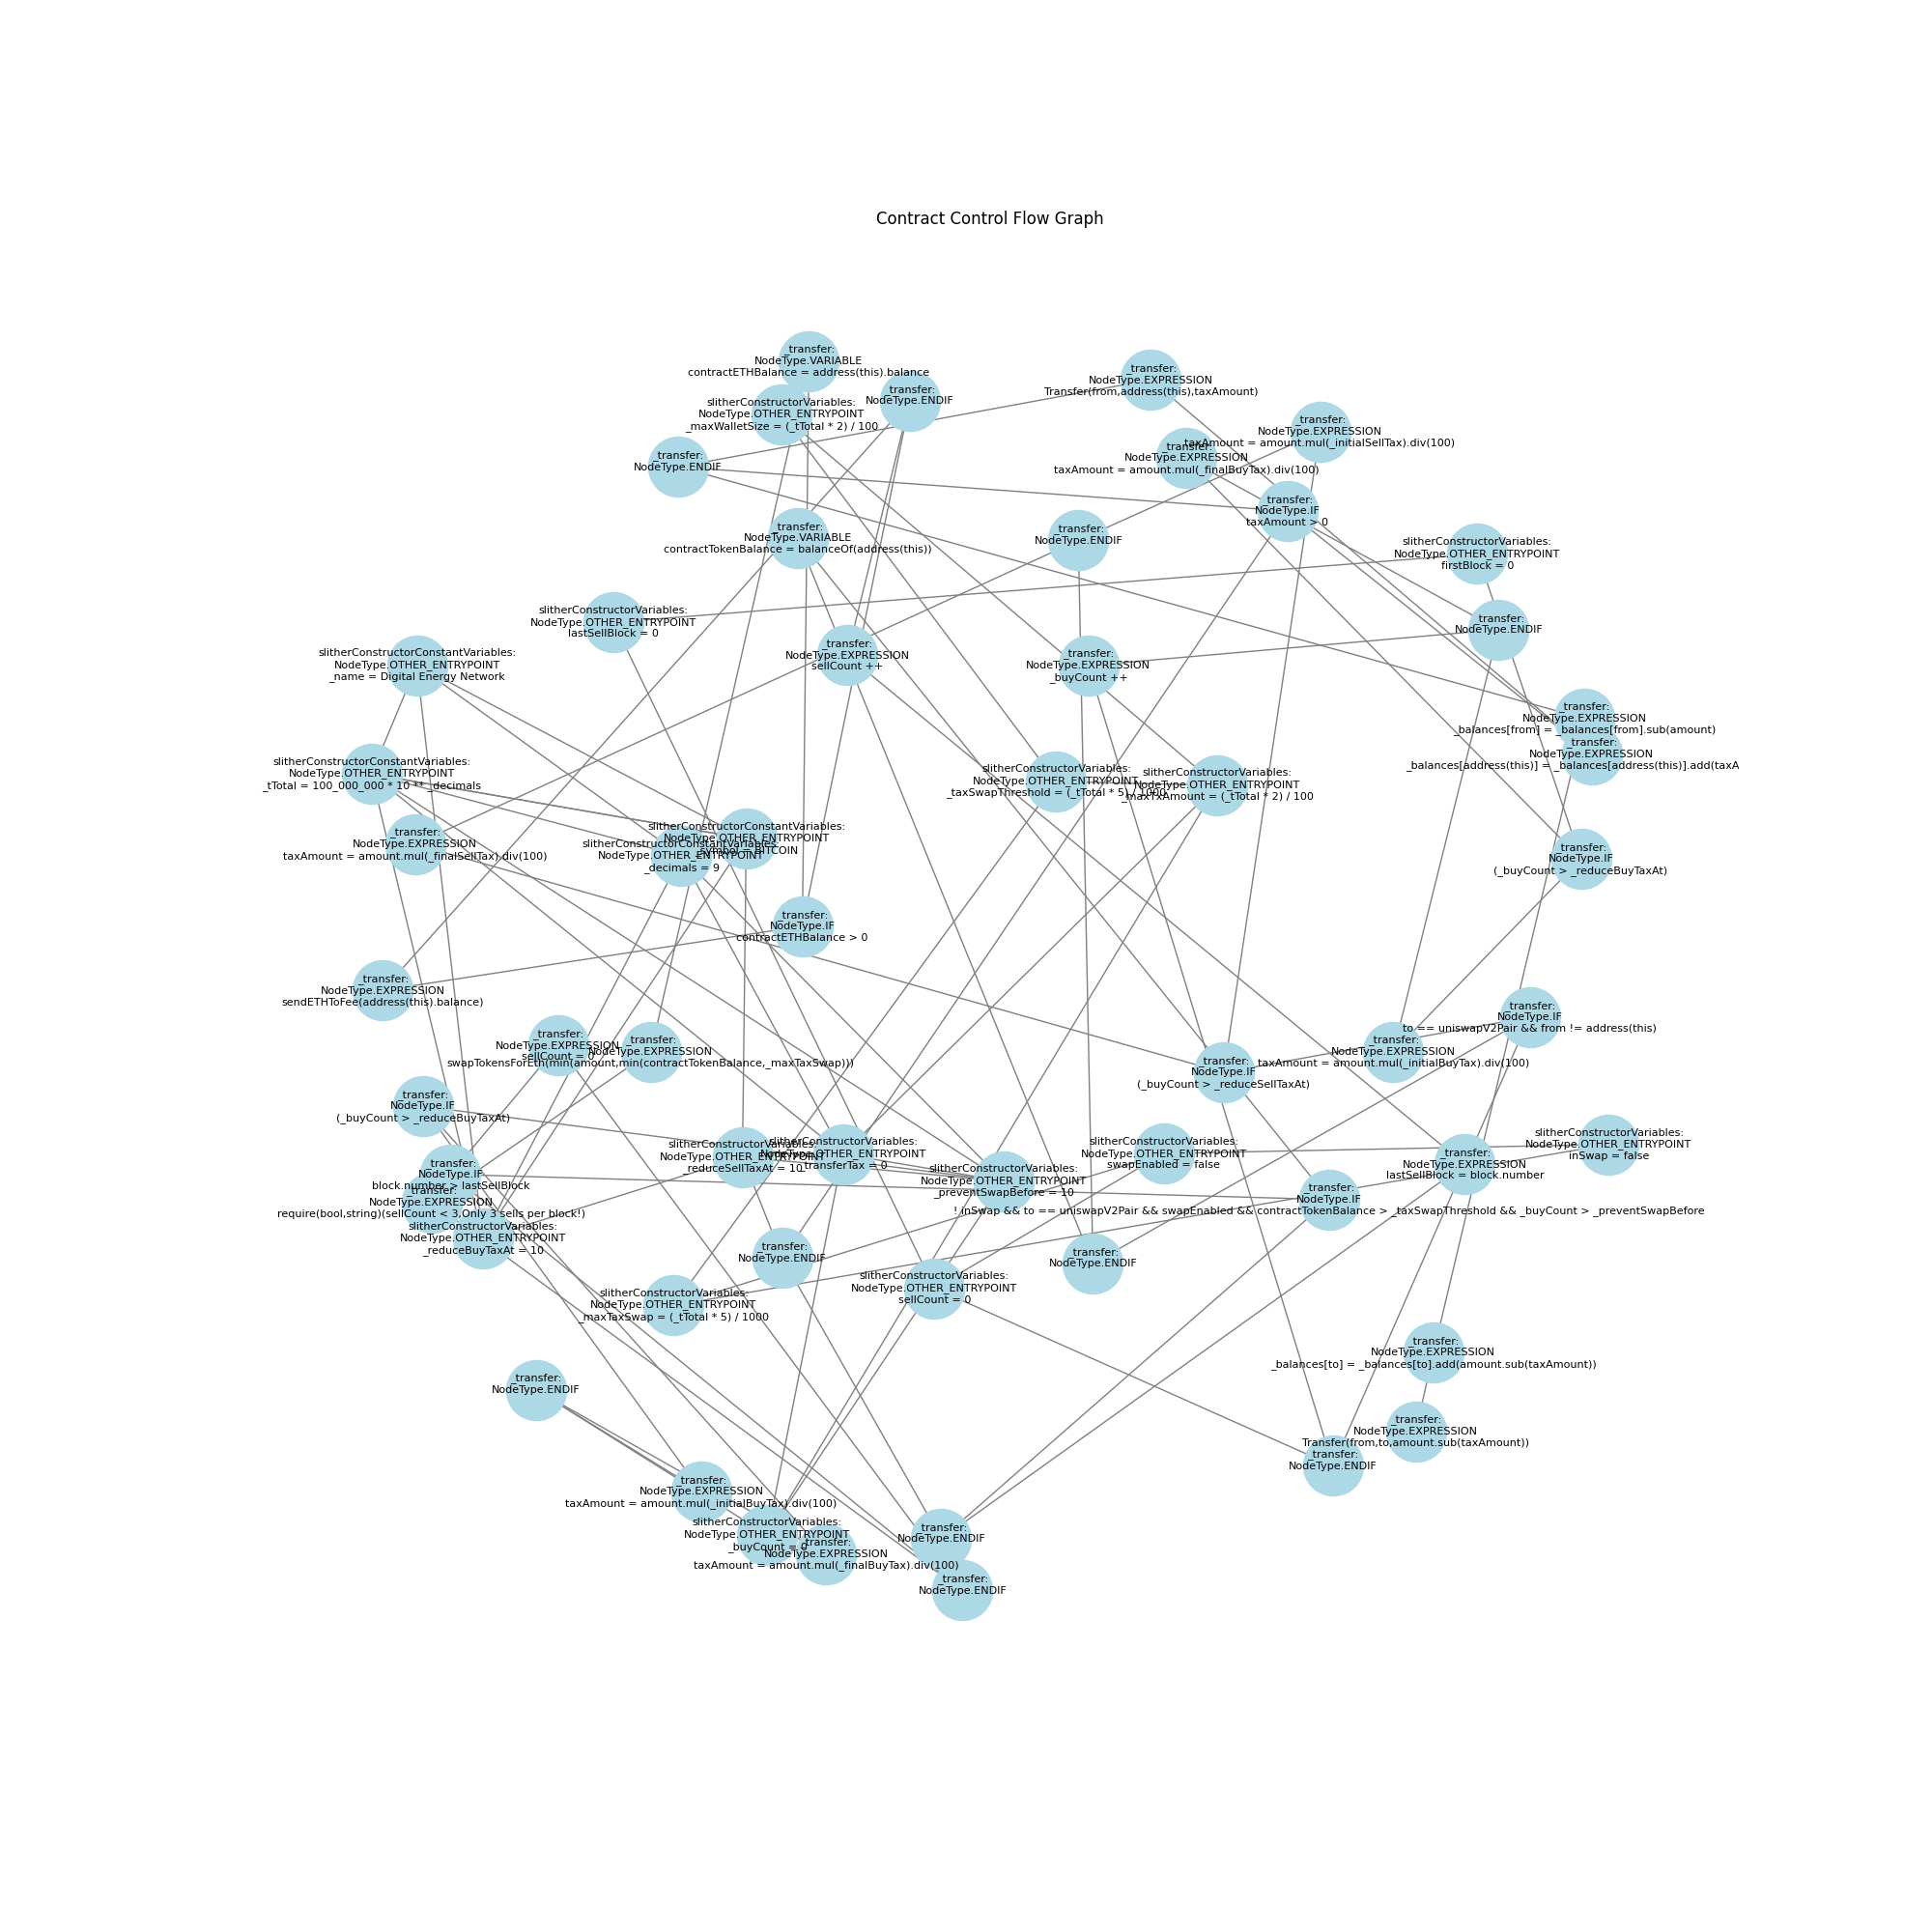 Contract Control Flow Graph
_transfer:
NodeType.VARIABLE
contractETHBalance = address(this).balance
_transfer:
NodeType.EXPRESSION
Transfer(from,address(this),taxAmount)
_transfer:
NodeType.ENDIF
slitherConstructorVariables:
NodeType.OTHER_ENTRYPOINT
_maxWalletSize = (_tTotal * 2) / 100
_transfer:
NodeType.EXPRESSION
taxAmount = amount.mul(_initialSellTax).div(100)
_transfer:
NodeType.EXPRESSION
taxAmount = amount.mul(_finalBuyTax).div(100)
_transfer:
NodeType.ENDIF
_transfer:
NodeType.IF
taxAmount > 0
_transfer:
NodeType.VARIABLE
contractTokenBalance = balanceOf(address(this))
_transfer:
NodeType.ENDIF
slitherConstructorVariables:
NodeType.OTHER_ENTRYPOINT
firstBlock = 0
slitherConstructorVariables:
NodeType.OTHER_ENTRYPOINT
lastSellBlock = 0
_transfer:
NodeType.ENDIF
slitherConstructorConstantVariables:
NodeType.OTHER_ENTRYPOINT
_name = Digital Energy Network
_transfer:
NodeType.EXPRESSION
sellCount ++
_transfer:
NodeType.EXPRESSION
_buyCount ++
_transfer:
NodeType.EXPRESSION
_balances[from] = _balances[from].sub(amount)
_transfer:
NodeType.EXPRESSION
_balances[address(this)] = _balances[address(this)].add(taxA
slitherConstructorConstantVariables:
NodeType.OTHER_ENTRYPOINT
_tTotal = 100_000_000 * 10 ** _decimals
slitherConstructorVariables:
NodeType.OTHER_ENTRYPOINT
_taxSwapThreshold = (_tTotal * 5) / 1000
slitherConstructorVariables:
NodeType.OTHER_ENTRYPOINT
_maxTxAmount = (_tTotal * 2) / 100
_transfer:
NodeType.EXPRESSION
taxAmount = amount.mul(_finalSellTax).div(100)
slitherConstructorConstantVariables:
NodeType.OTHER_ENTRYPOINT
_symbol = BITCOIN
slitherConstructorConstantVariables:
NodeType.OTHER_ENTRYPOINT
_decimals = 9
_transfer:
NodeType.IF
(_buyCount > _reduceBuyTaxAt)
_transfer:
NodeType.IF
contractETHBalance > 0
_transfer:
NodeType.EXPRESSION
sendETHToFee(address(this).balance)
_transfer:
NodeType.IF
to == uniswapV2Pair && from != address(this)
_transfer:
NodeType.EXPRESSION
sellCount = 0
_transfer:
NodeType.EXPRESSION
swapTokensForEth(min(amount,min(contractTokenBalance,_maxTaxSwap)))
_transfer:
NodeType.EXPRESSION
taxAmount = amount.mul(_initialBuyTax).div(100)
_transfer:
NodeType.IF
(_buyCount > _reduceSellTaxAt)
_transfer:
NodeType.IF
(_buyCount > _reduceBuyTaxAt)
slitherConstructorVariables:
NodeType.OTHER_ENTRYPOINT
_reduceSellTaxAt = 10
slitherConstructorVariables:
NodeType.OTHER_ENTRYPOINT
_transferTax = 0
slitherConstructorVariables:
NodeType.OTHER_ENTRYPOINT
swapEnabled = false
slitherConstructorVariables:
NodeType.OTHER_ENTRYPOINT
inSwap = false
_transfer:
NodeType.IF
block.number > lastSellBlock
_transfer:
NodeType.EXPRESSION
lastSellBlock = block.number
slitherConstructorVariables:
NodeType.OTHER_ENTRYPOINT
_preventSwapBefore = 10
_transfer:
NodeType.IF
! inSwap && to == uniswapV2Pair && swapEnabled && contractTokenBalance > _taxSwapThreshold && _buyCount > _preventSwapBefore
_transfer:
NodeType.EXPRESSION
require(bool,string)(sellCount < 3,Only 3 sells per block!)
slitherConstructorVariables:
NodeType.OTHER_ENTRYPOINT
_reduceBuyTaxAt = 10
_transfer:
NodeType.ENDIF
_transfer:
NodeType.ENDIF
slitherConstructorVariables:
NodeType.OTHER_ENTRYPOINT
sellCount = 0
slitherConstructorVariables:
NodeType.OTHER_ENTRYPOINT
_maxTaxSwap = (_tTotal * 5) / 1000
_transfer:
NodeType.EXPRESSION
_balances[to] = _balances[to].add(amount.sub(taxAmount))
_transfer:
NodeType.ENDIF
_transfer:
NodeType.EXPRESSION
Transfer(from,to,amount.sub(taxAmount))
_transfer:
NodeType.ENDIF
_transfer:
NodeType.EXPRESSION
taxAmount = amount.mul(_initialBuyTax).div(100)
slitherConstructorVariables:
NodeType.OTHER_ENTRYPOINT
_buyCount = 0
_transfer:
NodeType.EXPRESSION
taxAmount = amount.mul(_finalBuyTax).div(100)
_transfer:
NodeType.ENDIF
_transfer:
NodeType.ENDIF